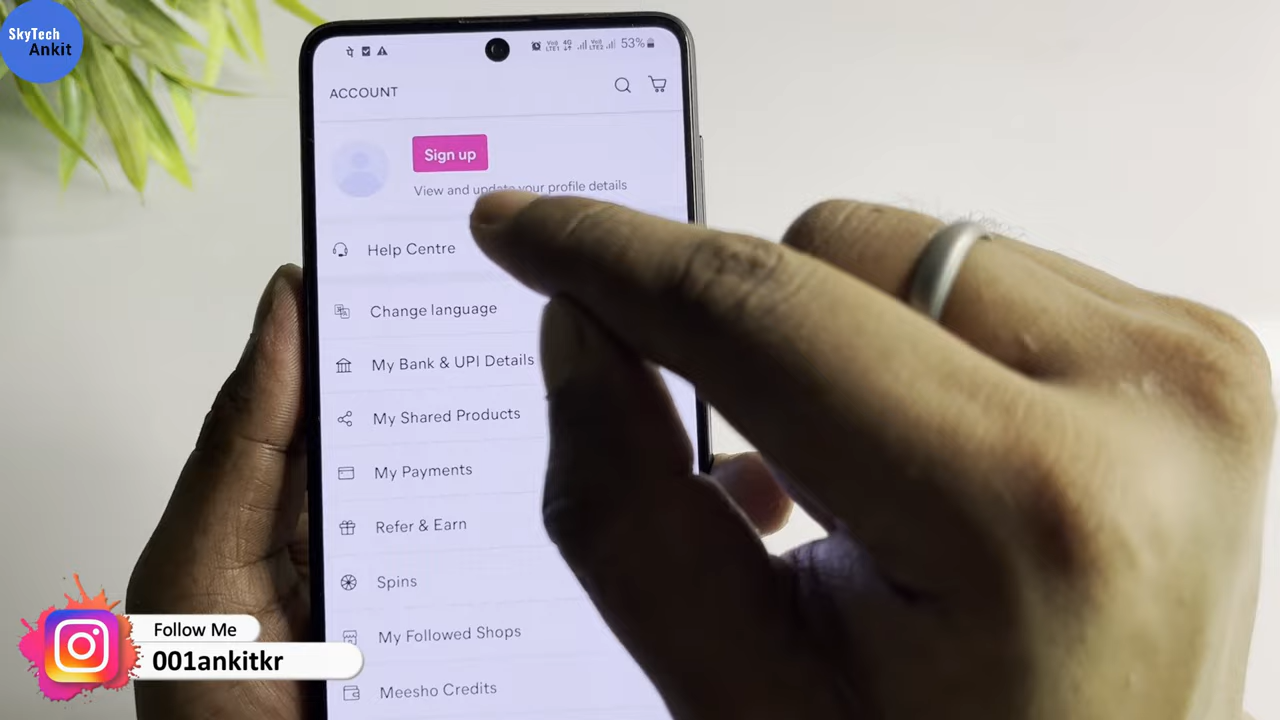 SkyTech
Ankit
53%
ACCOUNT
Sign up
View and update your profile details
Help Centre
Change language
My Bank & UPI Details
My Shared Products
My Payments
Refer & Earn
Spins
My Followed Shops
Meesho Credits
Follow Me
001ankitkr